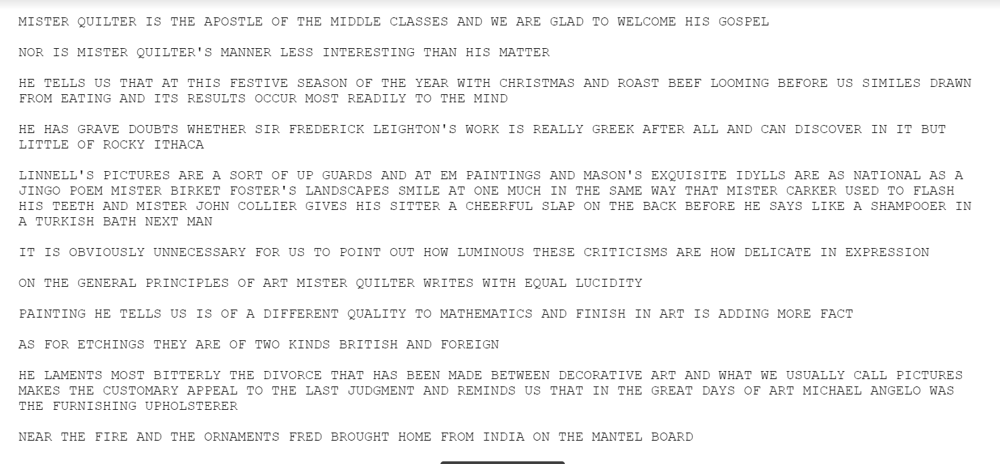 MISTER QUILTER IS THE APOSTLE OF THE MIDDLE CLASSES AND WE ARE GLAD TO WELCOME HIS GOSPEL
NOR IS MISTER QUILTER'S MANNER LESS INTERESTING THAN HIS MATTER
HE TELLS US THAT AT THIS FESTIVE SEASON OF THE YEAR WITH CHRISTMAS AND ROAST BEEF LOOMING BEFORE US SIMILES DRAWN
FROM EATING AND ITS RESULTS OCCUR MOST READILY TO THE MIND
HE HAS GRAVE DOUBTS WHETHER SIR FREDERICK LEIGHTON'S WORK IS REALLY GREEK AFTER ALL AND CAN DISCOVER IN IT BUT
LITTLE OF ROCKY ITHACA
LINNELL'S PICTURES ARE A SORT OF UP GUARDS AND AT EM PAINTINGS AND MASON'S EXQUISITE IDYLLS ARE AS NATIONAL AS A
JINGO POEM MISTER BIRKET FOSTER'S LANDSCAPES SMILE AT ONE MUCH IN THE SAME WAY THAT MISTER CARKER USED TO FLASH
HIS TEETH AND MISTER JOHN COLLIER GIVES HIS SITTER A CHEERFUL SLAP ON THE BACK BEFORE HE SAYS LIKE A SHAMPOOER IN
A TURKISH BATH NEXT MAN
IT IS OBVIOUSLY UNNECESSARY FOR US TO POINT OUT HOW LUMINOUS THESE CRITICISMS ARE HOW DELICATE IN EXPRESSION
ON THE GENERAL PRINCIPLES OF ART MISTER QUILTER WRITES WITH EQUAL LUCIDITY
PAINTING HE TELLS US IS OF A DIFFERENT QUALITY TO MATHEMATICS AND FINISH IN ART IS ADDING MORE FACT
AS FOR ETCHINGS THEY ARE OF TWO KINDS BRITISH AND FOREIGN
HE LAMENTS MOST BITTERLY THE DIVORCE THAT HAS BEEN MADE BETWEEN DECORATIVE ART AND WHAT WE USUALLY CALL PICTURES
MAKES THE CUSTOMARY APPEAL TO THE LAST JUDGMENT AND REMINDS US THAT IN THE GREAT DAYS OF ART MICHAEL ANGELO WAS
THE FURNISHING UPHOLSTERER
NEAR THE FIRE AND THE ORNAMENTS FRED BROUGHT HOME FROM INDIA ON THE MANTEL BOARD